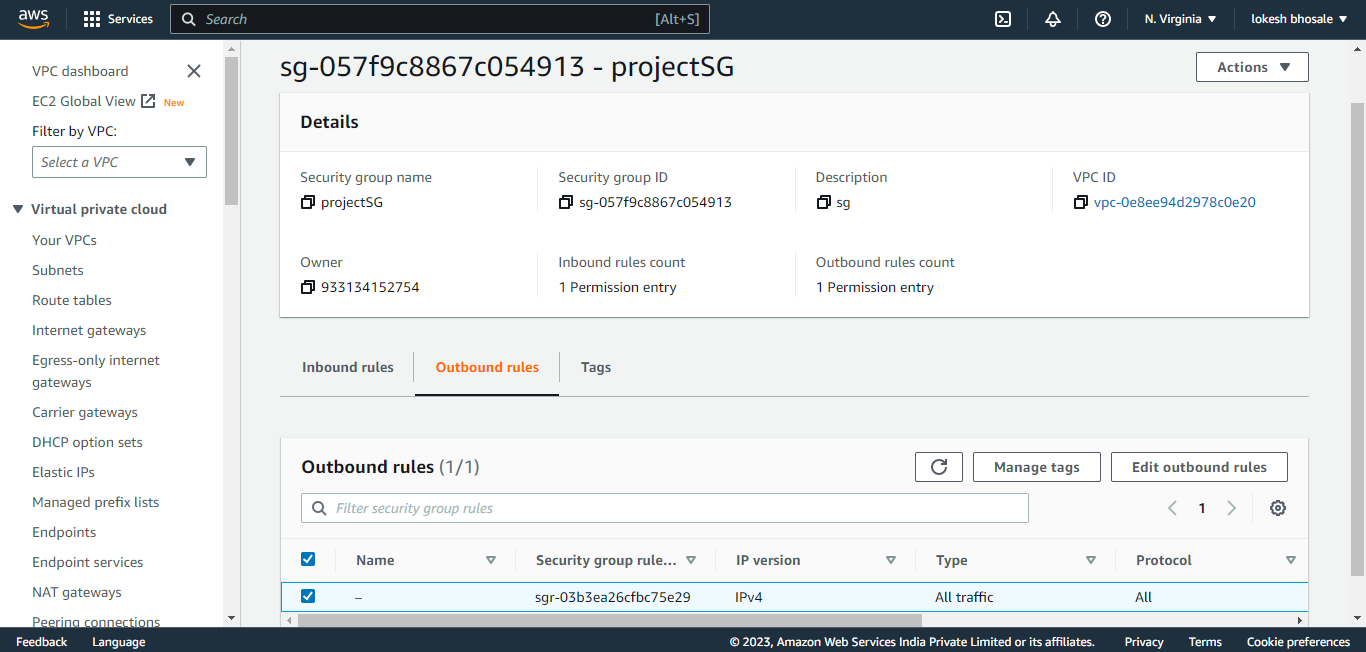 aws
Services
Search
[Alt+S]
N. Virginia
lokesh bhosale
VPC dashboard
EC2 Global View
New
Filter by VPC:
Select a VPC
Virtual private cloud
Your VPCs
Subnets
Route tables
Internet gateways
Egress-only internet
gateways
Carrier gateways
DHCP option sets
Elastic IPs
Managed prefix lists
Endpoints
Endpoint services
NAT gateways
Peering connections
sg-057f9c8867c054913 - projectSG
Actions
Details
Security group name
projectSG
Security group ID
sg-057f9c8867c054913
Description
sg
VPC ID
vpc-0e8ee94d2978c0e20
Owner
933134152754
Inbound rules count
1 Permission entry
Outbound rules count
1 Permission entry
Inbound rules
Outbound rules
Tags
Outbound rules (1/1)
Manage tags
Edit outbound rules
Filter security group rules
1
Name
Security group rule...
IP version
Type
Protocol
–
sgr-03b3ea26cfbc75e29
IPv4
All traffic
All
Feedback
Language
© 2023, Amazon Web Services India Private Limited or its affiliates.
Privacy
Terms
Cookie preferences